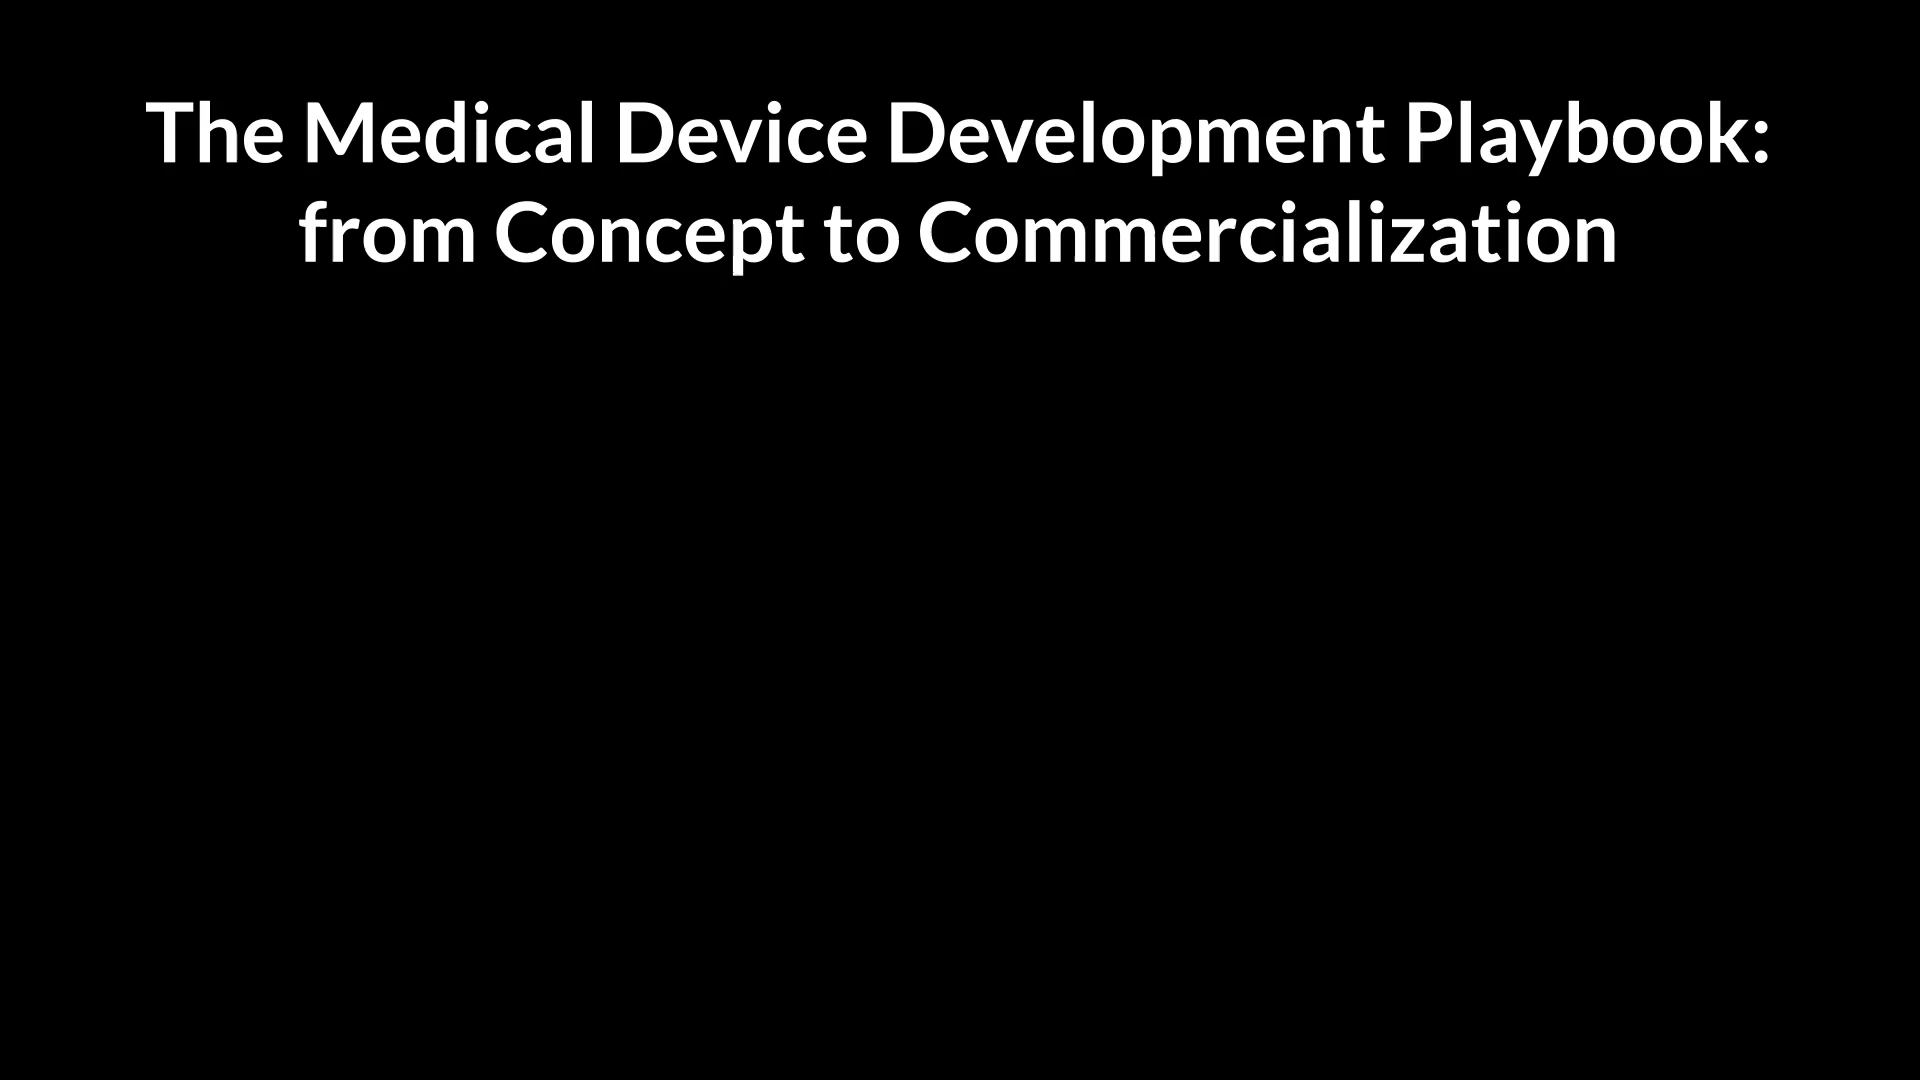 The Medical Device Development Playbook:
from Concept to Commercialization